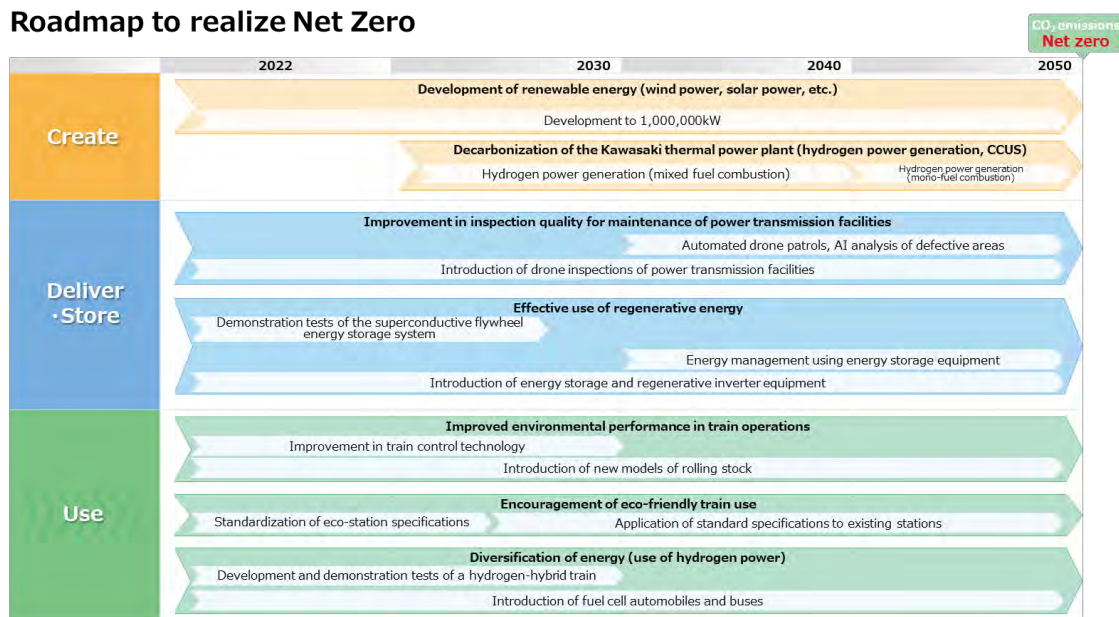 Roadmap to realize Net Zero
CO₂ emissions
Net zero
2022 2030 2040 2050
Create
Development of renewable energy (wind power, solar power, etc.)
Development to 1,000,000kW
Decarbonization of the Kawasaki thermal power plant (hydrogen power generation, CCUS)
Hydrogen power generation (mixed fuel combustion)
Hydrogen power generation
(mono-fuel combustion)
Deliver
・Store
Improvement in inspection quality for maintenance of power transmission facilities
Automated drone patrols, AI analysis of defective areas
Introduction of drone inspections of power transmission facilities
Effective use of regenerative energy
Demonstration tests of the superconductive flywheel
energy storage system
Energy management using energy storage equipment
Introduction of energy storage and regenerative inverter equipment
Use
Improved environmental performance in train operations
Improvement in train control technology
Introduction of new models of rolling stock
Encouragement of eco-friendly train use
Standardization of eco-station specifications
Application of standard specifications to existing stations
Diversification of energy (use of hydrogen power)
Development and demonstration tests of a hydrogen-hybrid train
Introduction of fuel cell automobiles and buses